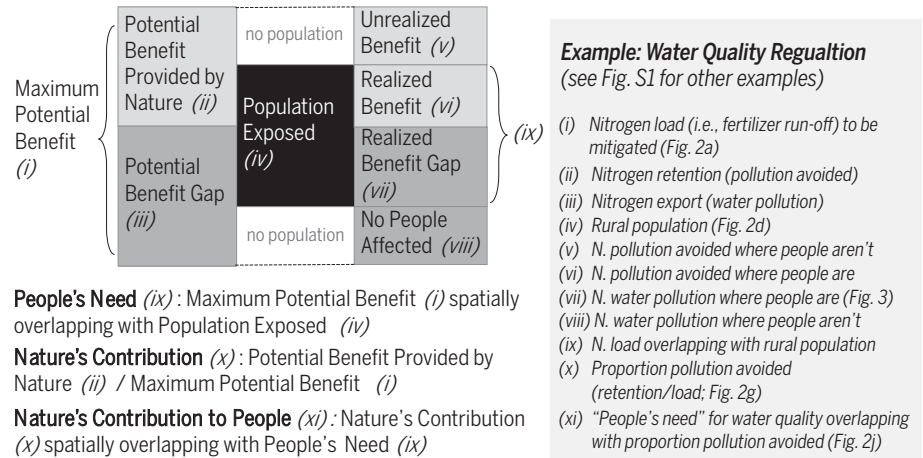 Maximum
Potential
Benefit
(i)
Potential
Benefit
Provided by
Nature (ii)
Potential
Benefit Gap
(iii)
no population
Population
Exposed
(iv)
no population
Unrealized
Benefit (v)
Realized
Benefit (vi)
Realized
Benefit Gap
(vii)
No People
Affected (viii)
(ix)
People's Need (ix) : Maximum Potential Benefit (i) spatially
overlapping with Population Exposed (iv)
Nature's Contribution (x) : Potential Benefit Provided by
Nature (ii) / Maximum Potential Benefit (i)
Nature's Contribution to People (xi) : Nature's Contribution
(x) spatially overlapping with People's Need (ix)
Example: Water Quality Regualtion
(see Fig. S1 for other examples)
(i) Nitrogen load (i.e., fertilizer run-off) to be
mitigated (Fig. 2a)
(ii) Nitrogen retention (pollution avoided)
(iii) Nitrogen export (water pollution)
(iv) Rural population (Fig. 2d)
(v) N. pollution avoided where people aren't
(vi) N. pollution avoided where people are
(vii) N. water pollution where people are (Fig. 3)
(viii) N. water pollution where people aren't
(ix) N. load overlapping with rural population
(x) Proportion pollution avoided
(retention/load; Fig. 2g)
(xi) "People's need" for water quality overlapping
with proportion pollution avoided (Fig. 2j)